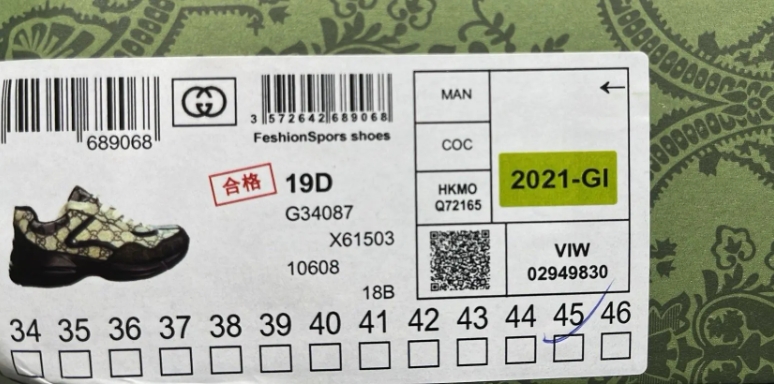 689068
3 572642 689068
FeshionSpors shoes
合格
19D
G34087
X61503
10608
18B
MAN
COC
HKMO
Q72165
←
2021-GI
VIW
02949830
34 35 36 37 38 39 40 41 42 43 44 45 46